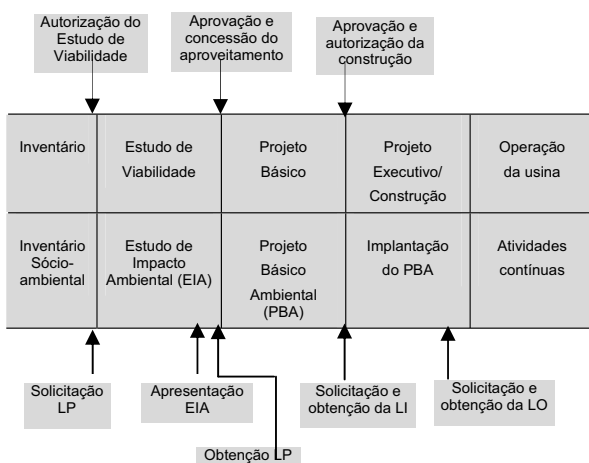 Autorização do
Estudo de
Viabilidade
Aprovação e
concessão do
aproveitamento
Aprovação e
autorização da
construção
Inventário
Estudo de
Viabilidade
Projeto
Básico
Projeto
Executivo/
Construção
Operação
da usina
Inventário
Sócio-
ambiental
Estudo de
Impacto
Ambiental (EIA)
Projeto
Básico
Ambiental
(PBA)
Implantação
do PBA
Atividades
contínuas
Solicitação
LP
Apresentação
EIA
Obtenção LP
Solicitação e
obtenção da LI
Solicitação e
obtenção da LO